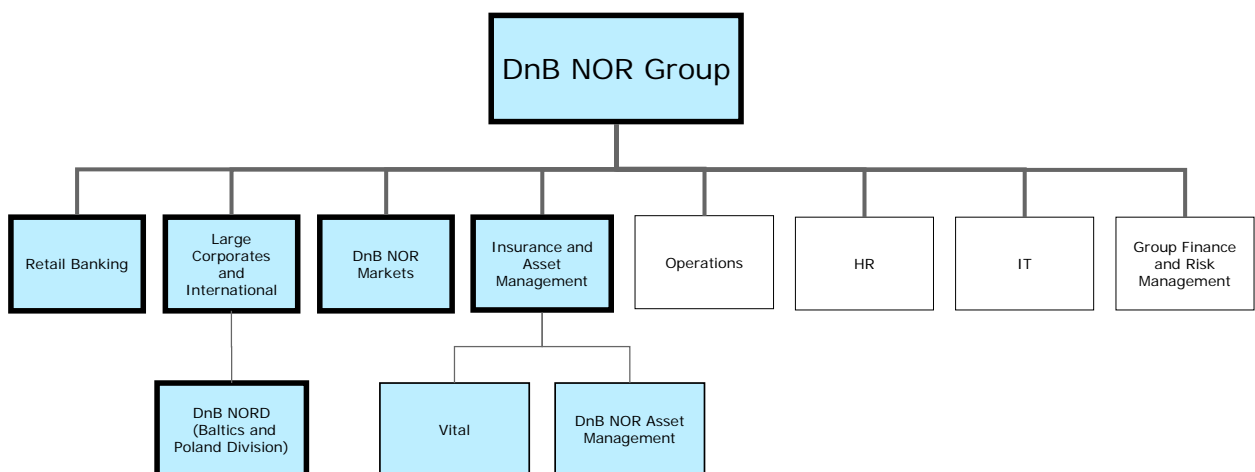 DnB NOR Group
Retail Banking
Large
Corporates
and
International
DnB NOR
Markets
Insurance and
Asset
Management
Operations
HR
IT
Group Finance
and Risk
Management
DnB NORD
(Baltics and
Poland Division)
Vital
DnB NOR Asset
Management